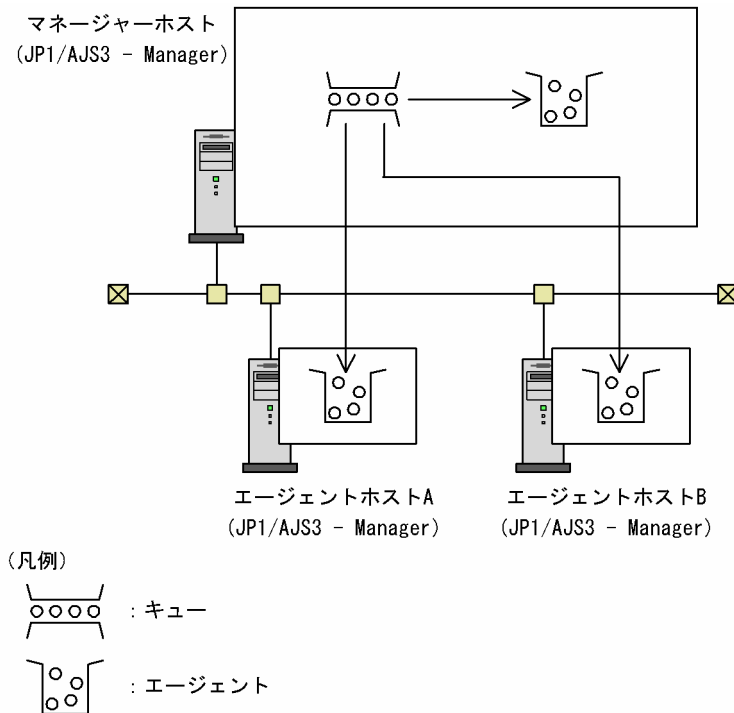 マネージャーホスト
(JP1/AJS3 - Manager)
エージェントホストA
(JP1/AJS3 - Manager)
エージェントホストB
(JP1/AJS3 - Manager)
(凡例)
:キュー
:エージェント